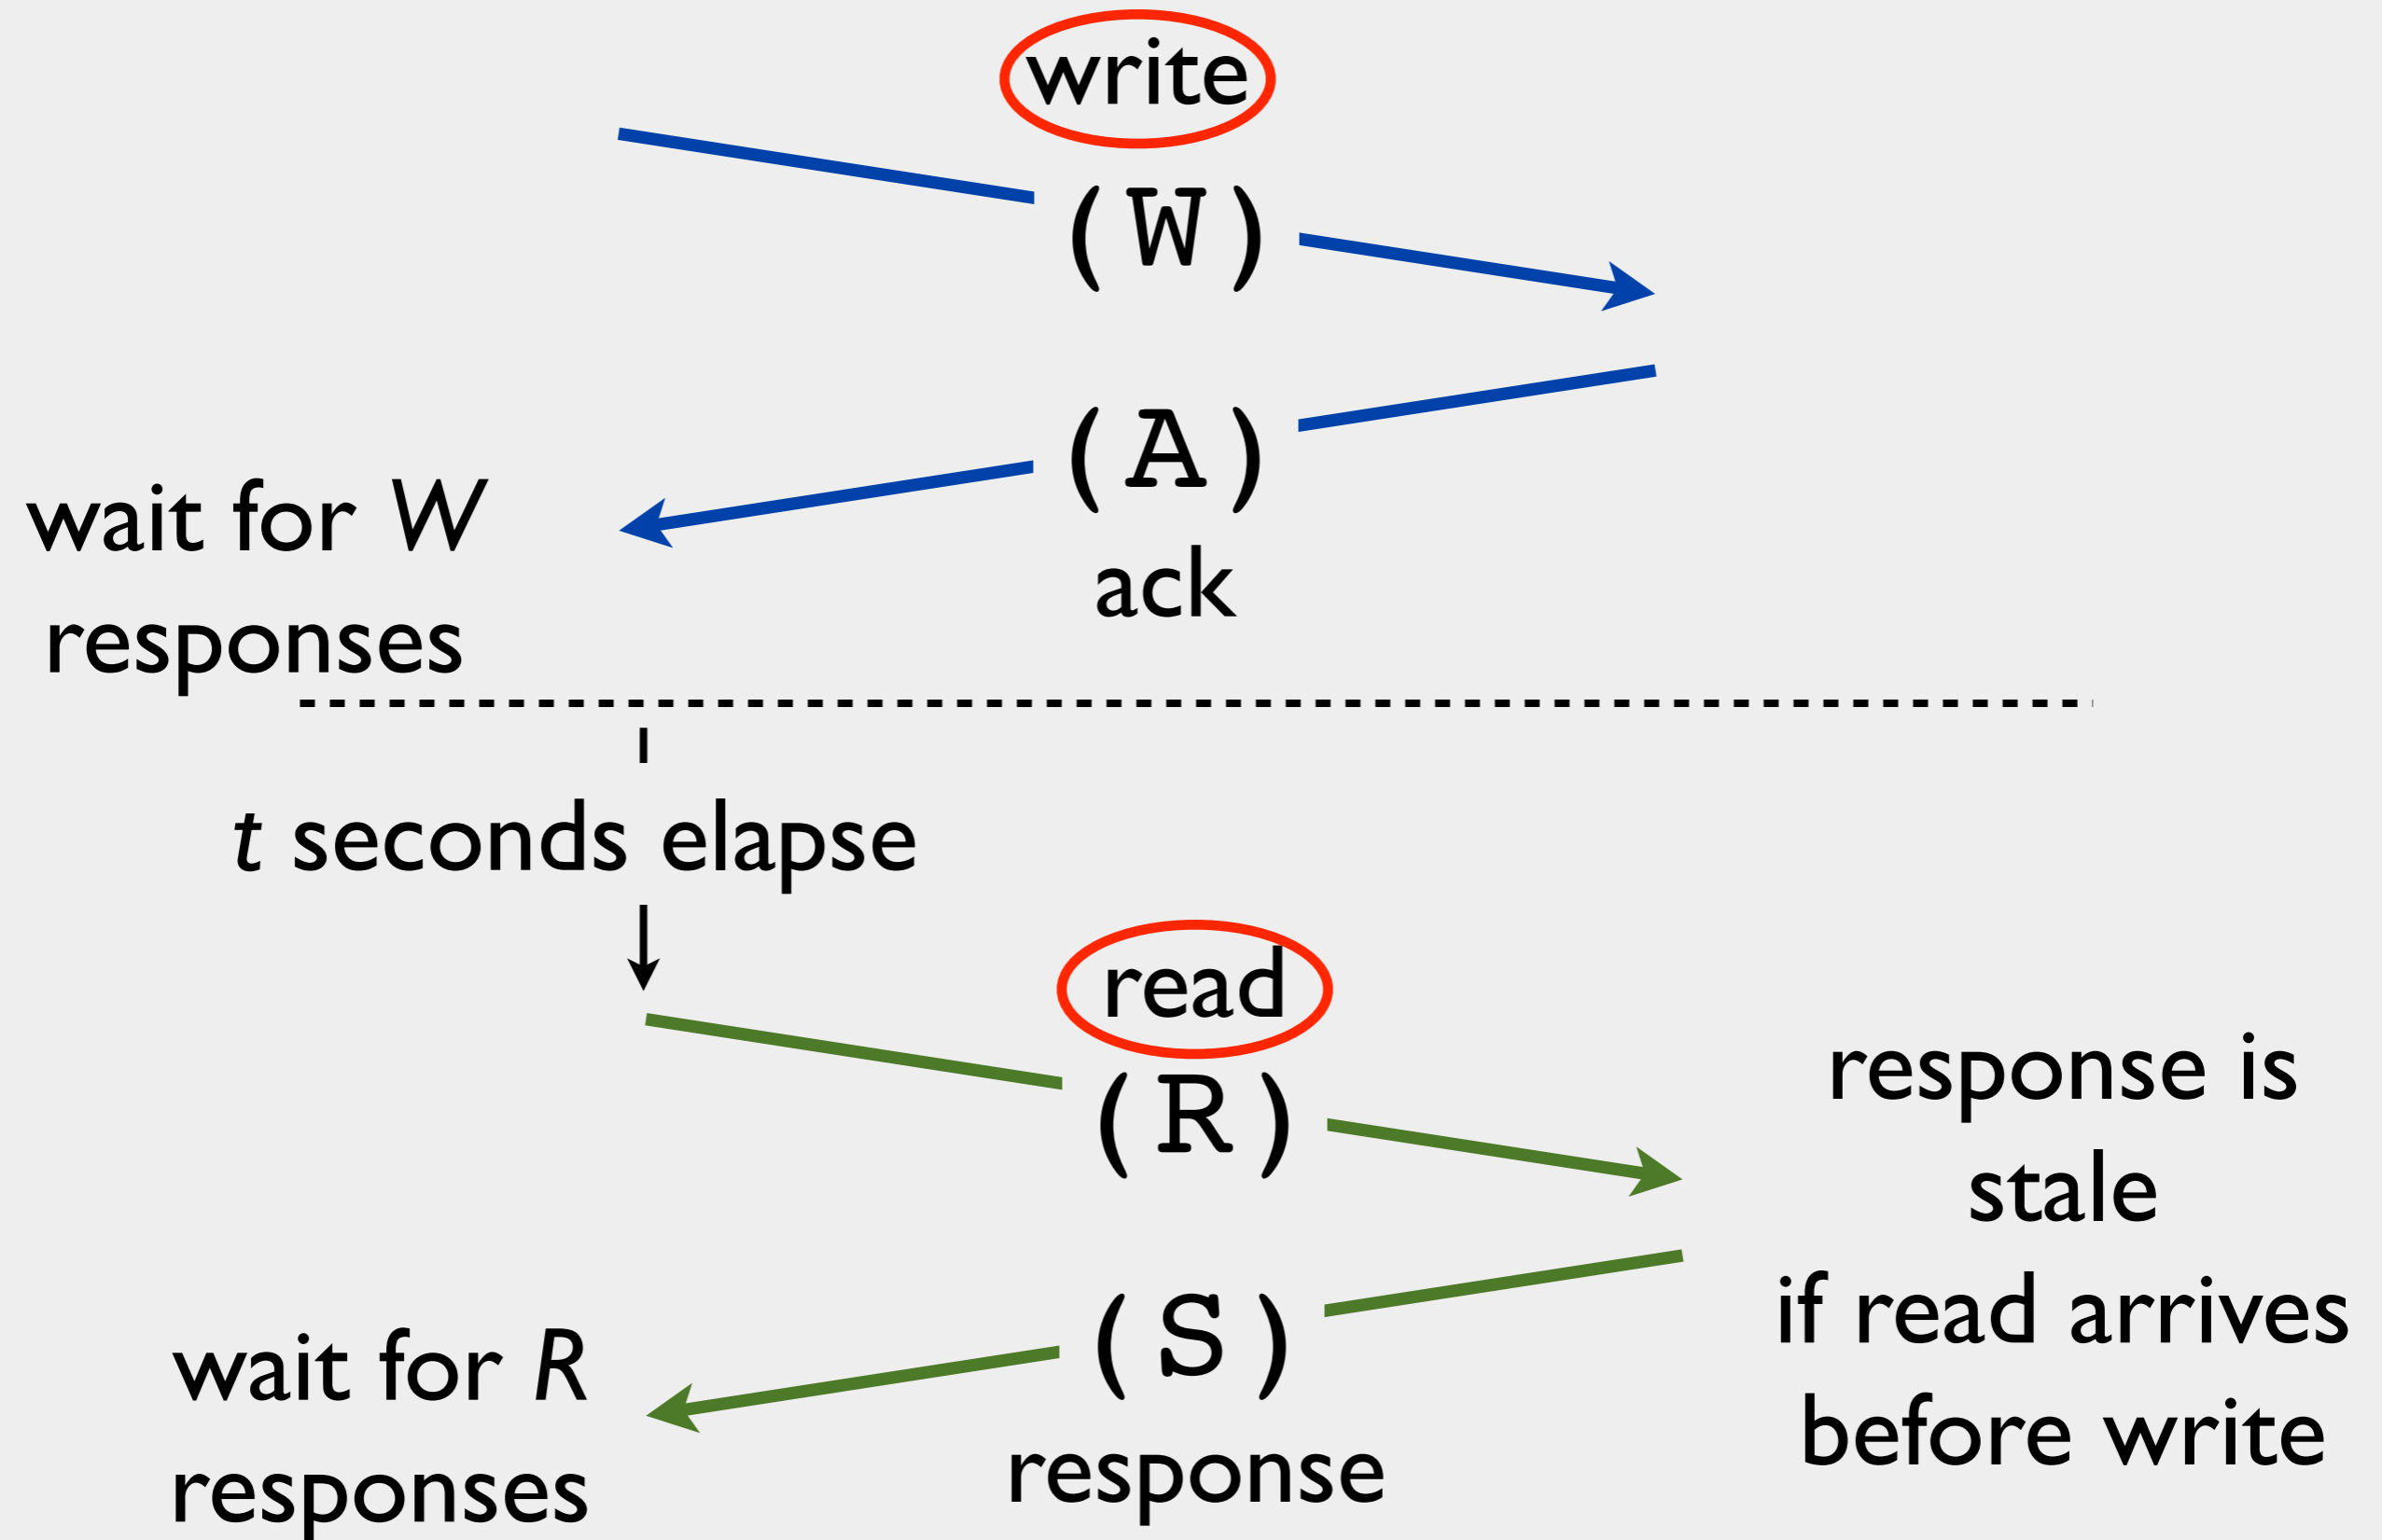 write
(W)
(A)
ack
wait for W
responses
t seconds elapse
read
(R)
response is
stale
if read arrives
before write
(S)
response
wait for R
responses